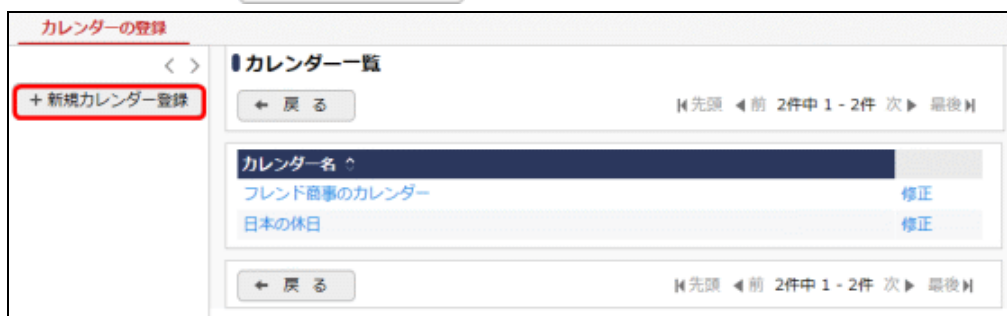 カレンダーの登録
< >
+ 新規カレンダー登録
カレンダー一覧
← 戻 る
先頭 ◀前 2件中 1 - 2件 次▶ 最後
カレンダー名
フレンド商事のカレンダー 修正
日本の休日 修正
← 戻 る
先頭 ◀前 2件中 1 - 2件 次▶ 最後